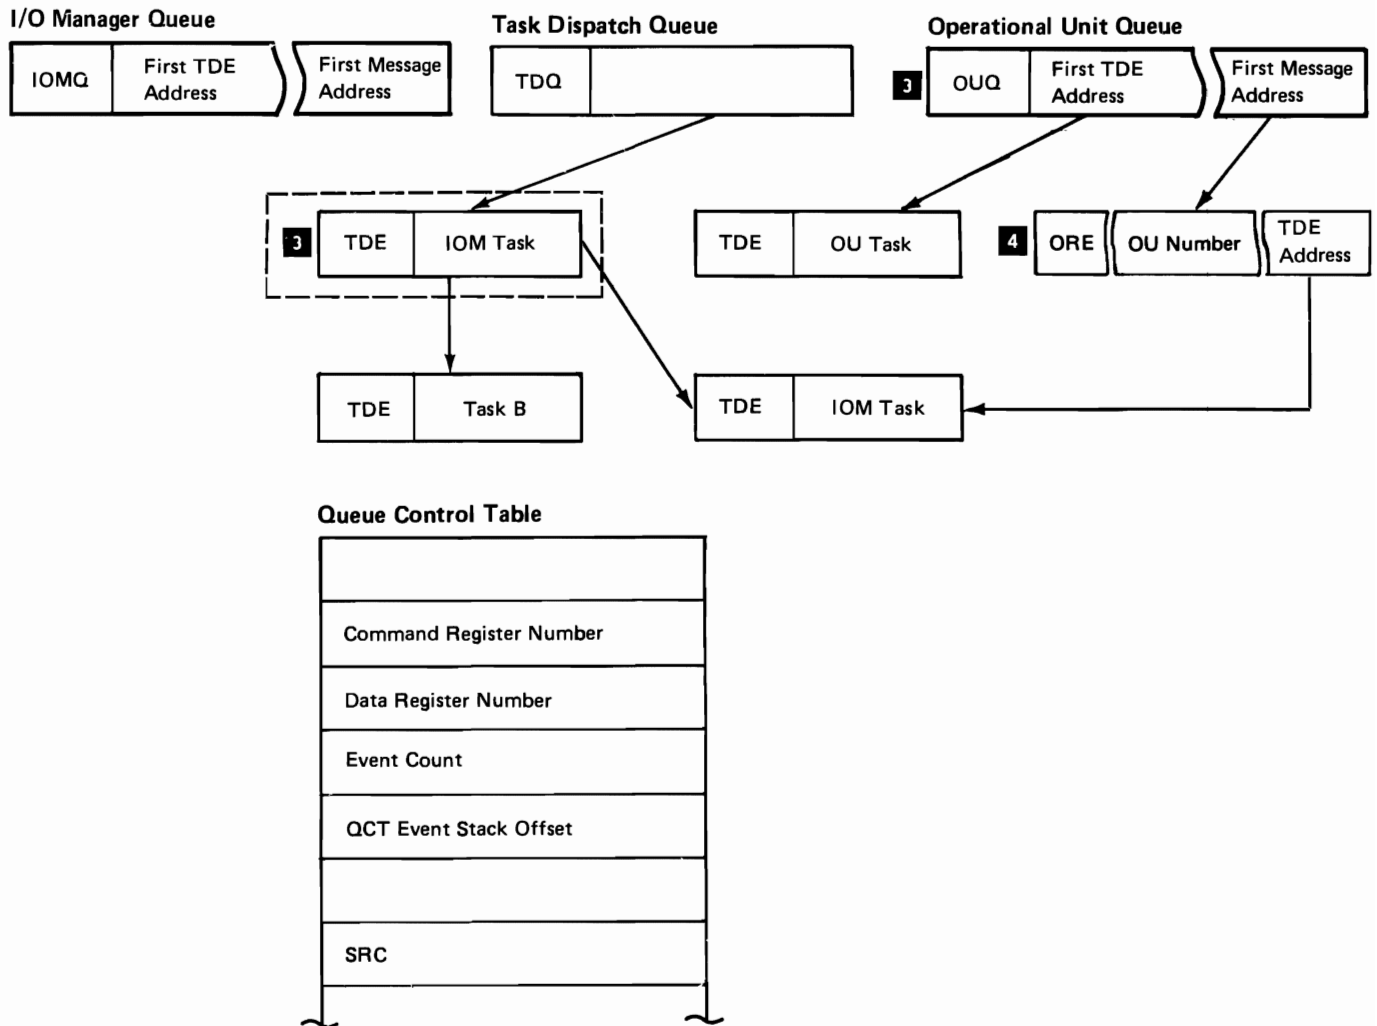 I/O Manager Queue
Task Dispatch Queue
Operational Unit Queue
IOMQ
First TDE
Address
First Message
Address
TDQ
3
OUQ
First TDE
Address
First Message
Address
3
TDE
IOM Task
TDE
OU Task
4
ORE
OU Number
TDE
Address
TDE
Task B
TDE
IOM Task
Queue Control Table
Command Register Number
Data Register Number
Event Count
QCT Event Stack Offset
SRC